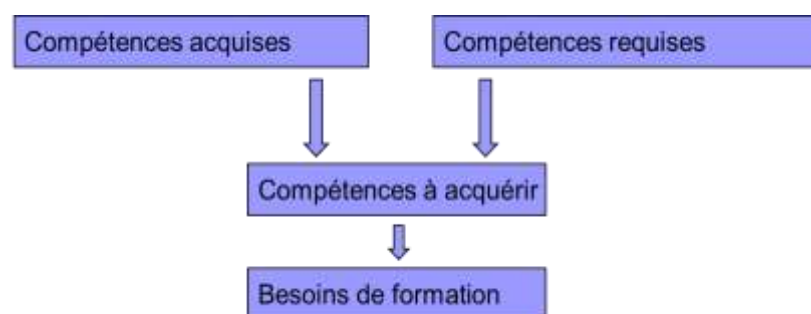 Compétences acquises
Compétences requises
Compétences à acquérir
Besoins de formation